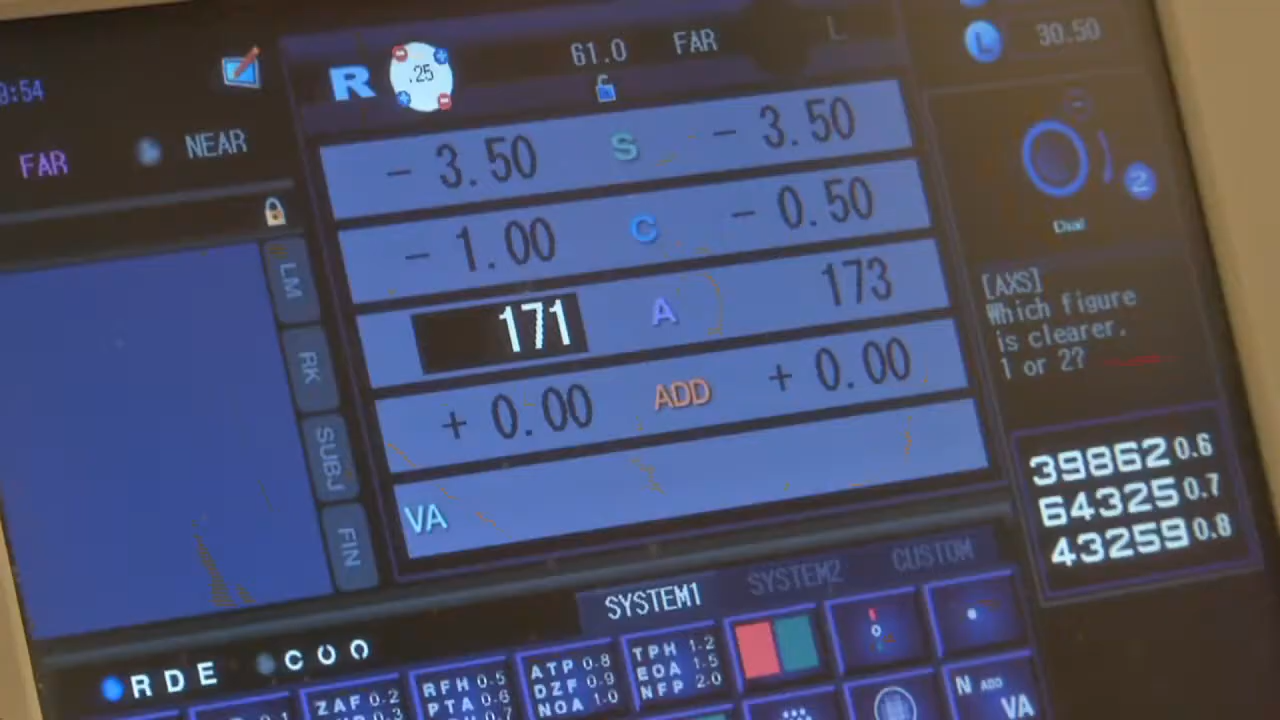 :54
FAR
NEAR
R
.25
61.0 FAR L
L 30.50
- 3.50 S - 3.50
- 1.00 C - 0.50
171 A 173
+ 0.00 ADD + 0.00
VA
LM
RK
SUBJ
FIN
2
Dial
[AXS]
Which figure
is clearer.
1 or 2?
39862 0.6
64325 0.7
43259 0.8
SYSTEM1 SYSTEM2 CUSTOM
R D E
ZAF 0.2
RFH 0.5
PTA 0.6
ATP 0.8
DZF 0.9
NOA 1.0
TPH 1.2
EOA 1.5
NFP 2.0
N ADD
VA